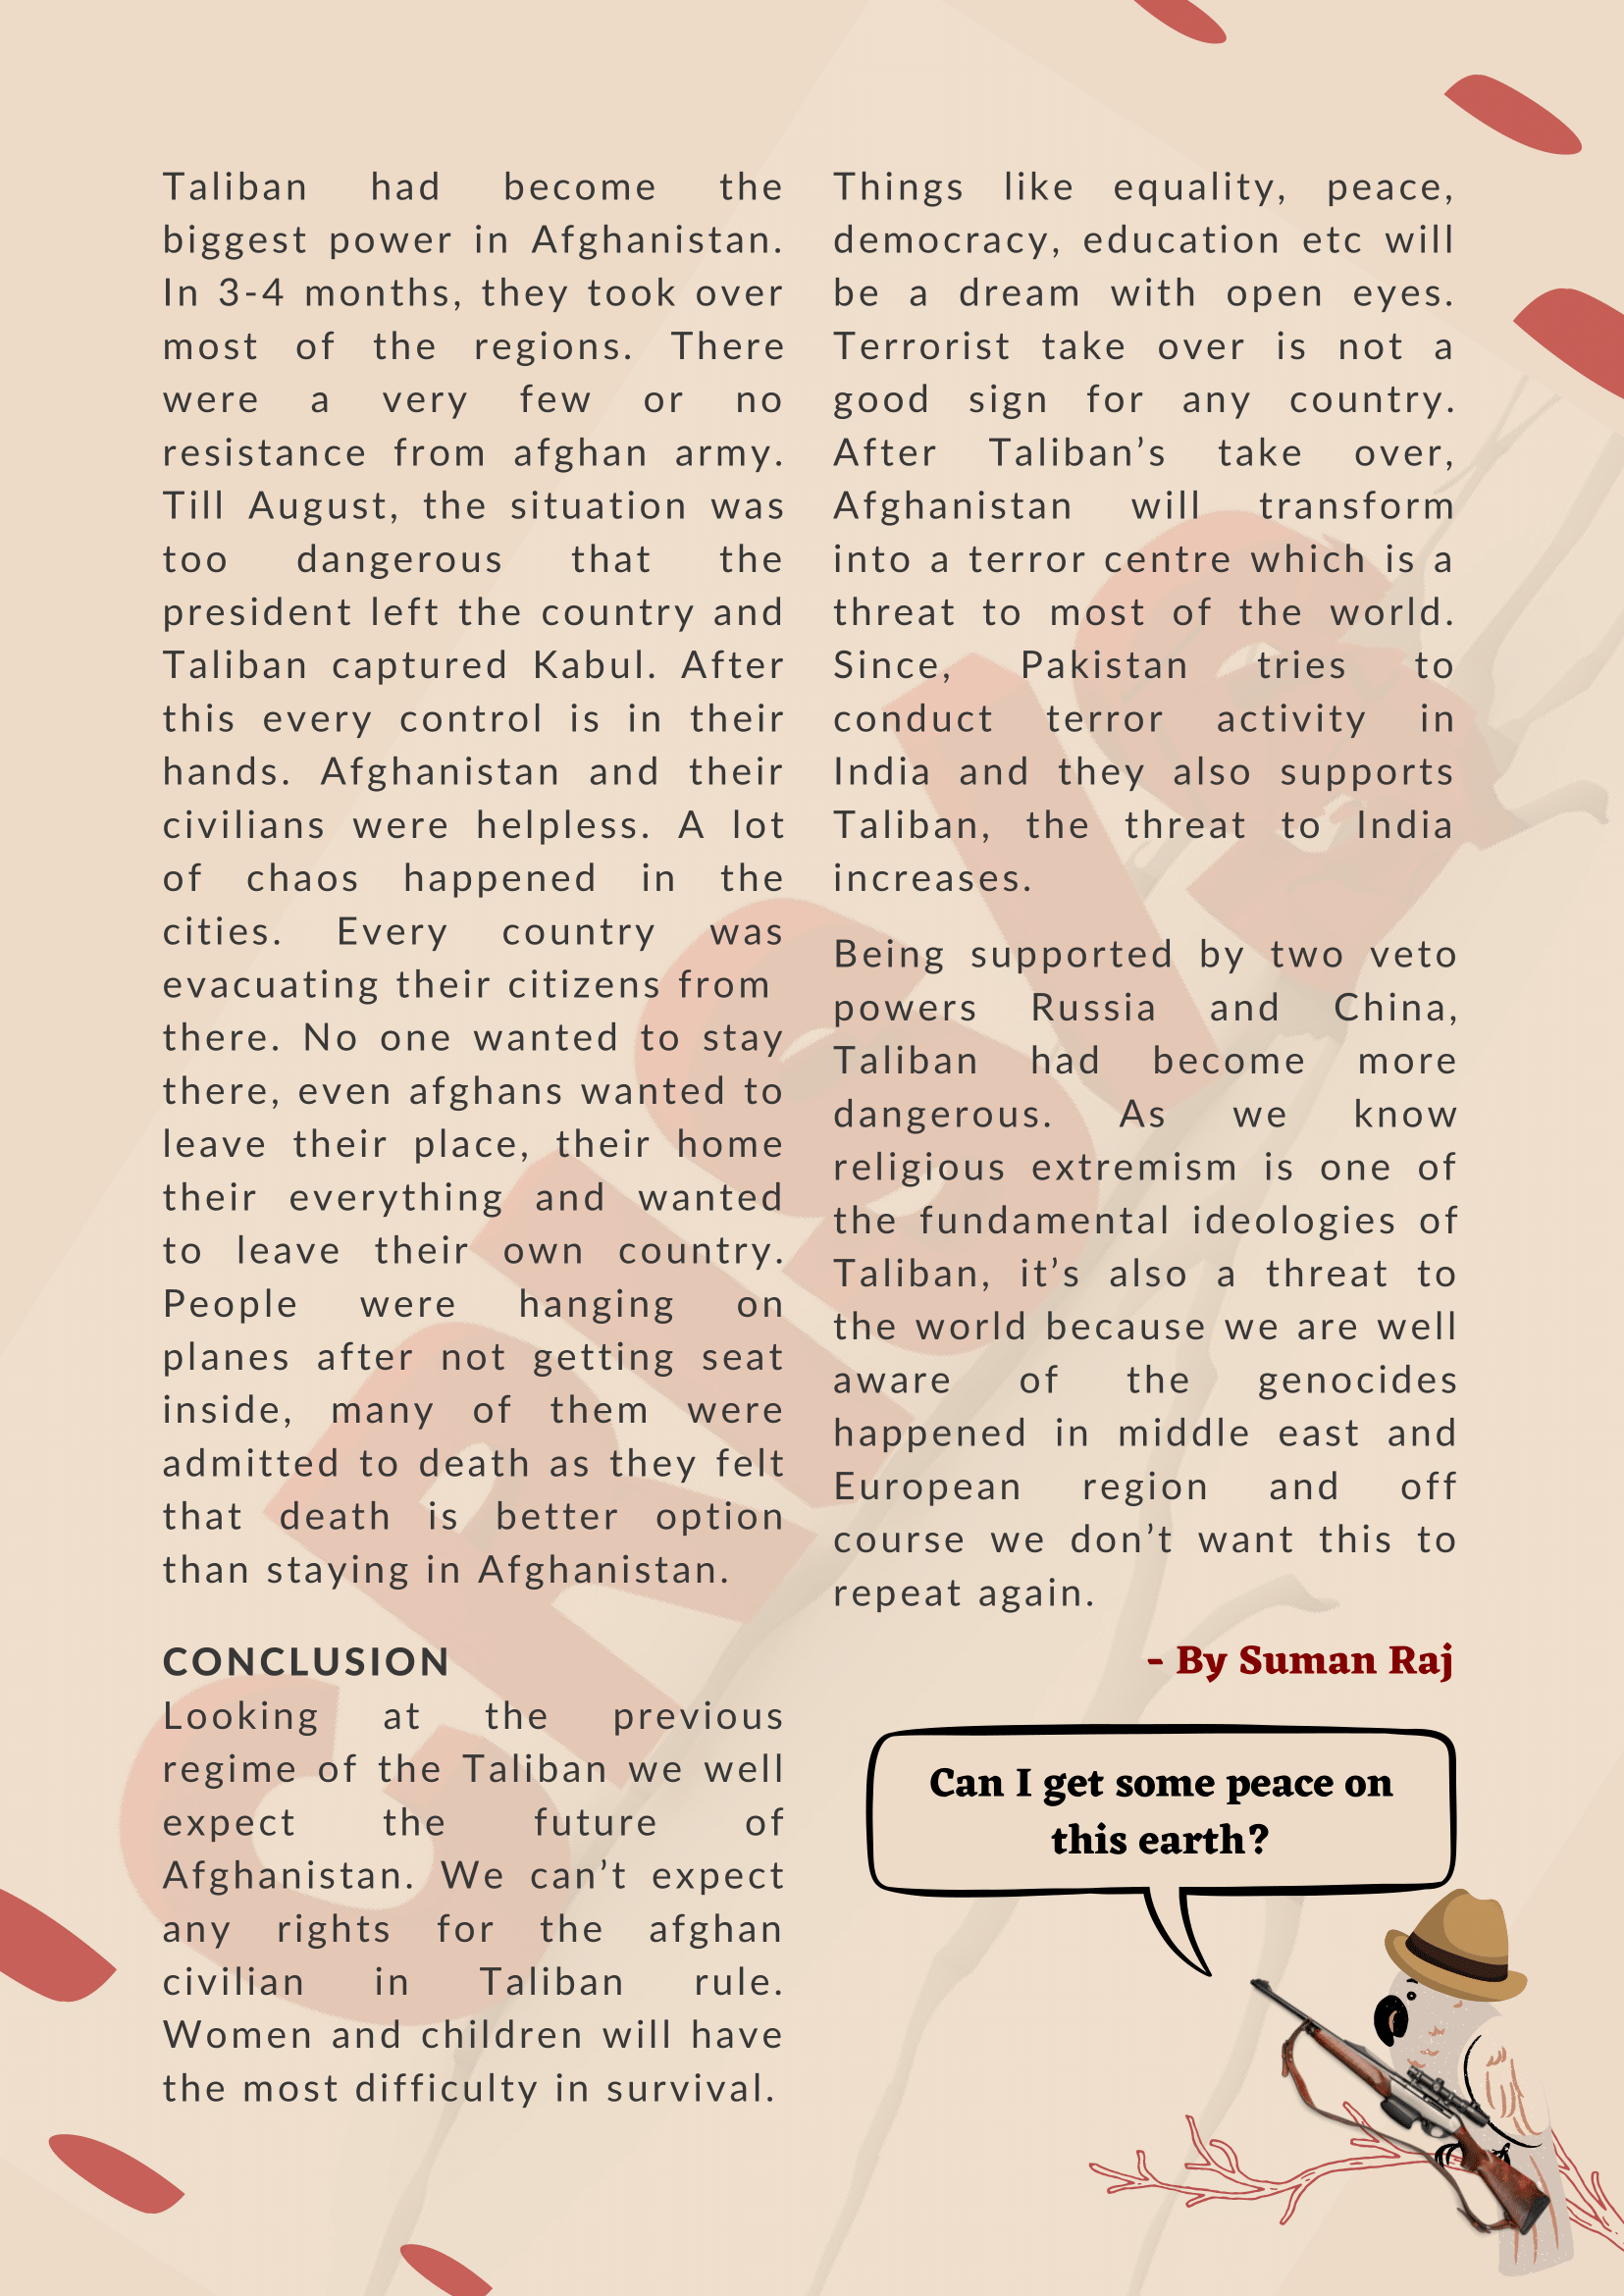 Taliban had become the
biggest power in Afghanistan.
In 3-4 months, they took over
most of the regions. There
were a very few or no
resistance from afghan army.
Till August, the situation was
too dangerous that the
president left the country and
Taliban captured Kabul. After
this every control is in their
hands. Afghanistan and their
civilians were helpless. A lot
of chaos happened in the
cities. Every country was
evacuating their citizens from
there. No one wanted to stay
there, even afghans wanted to
leave their place, their home
their everything and wanted
to leave their own country.
People were hanging on
planes after not getting seat
inside, many of them were
admitted to death as they felt
that death is better option
than staying in Afghanistan.
CONCLUSION
Looking at the previous
regime of the Taliban we well
expect the future of
Afghanistan. We can't expect
any rights for the afghan
civilian in Taliban rule.
Women and children will have
the most difficulty in survival.
Things like equality, peace,
democracy, education etc will
be a dream with open eyes.
Terrorist take over is not a
good sign for any country.
After Taliban's take over,
Afghanistan will transform
into a terror centre which is a
threat to most of the world.
Since, Pakistan tries to
conduct terror activity in
India and they also supports
Taliban, the threat to India
increases.
Being supported by two veto
powers Russia and China,
Taliban had become more
dangerous. As we know
religious extremism is one of
the fundamental ideologies of
Taliban, it's also a threat to
the world because we are well
aware of the genocides
happened in middle east and
European region and off
course we don't want this to
repeat again.
- By Suman Raj
Can I get some peace on
this earth?